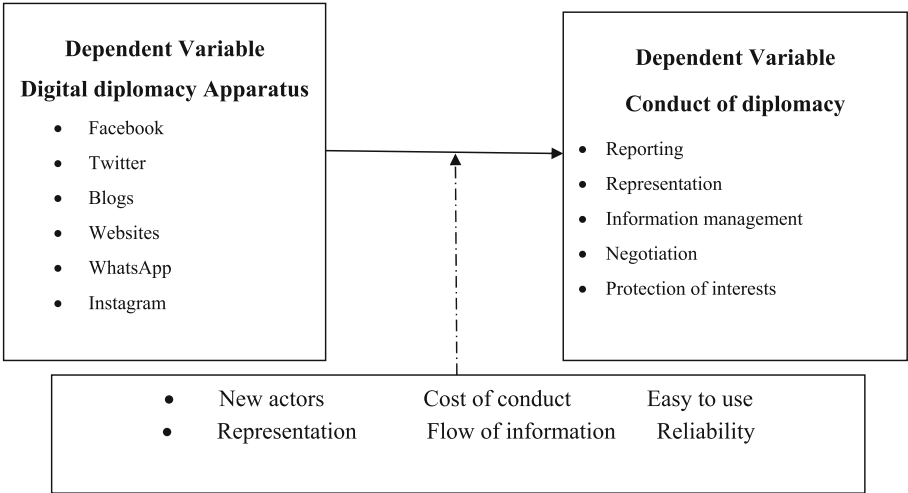 Dependent Variable
Digital diplomacy Apparatus
• Facebook
• Twitter
• Blogs
• Websites
• WhatsApp
• Instagram
Dependent Variable
Conduct of diplomacy
• Reporting
• Representation
• Information management
• Negotiation
• Protection of interests
• New actors Cost of conduct Easy to use
• Representation Flow of information Reliability